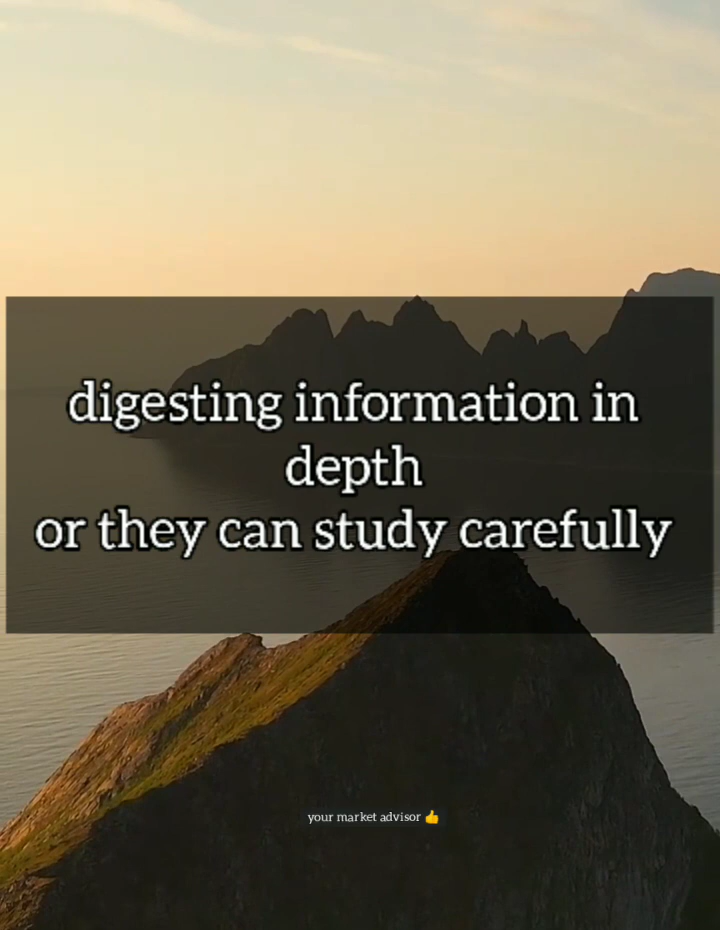 digesting information in
depth
or they can study carefully
your market advisor 👍